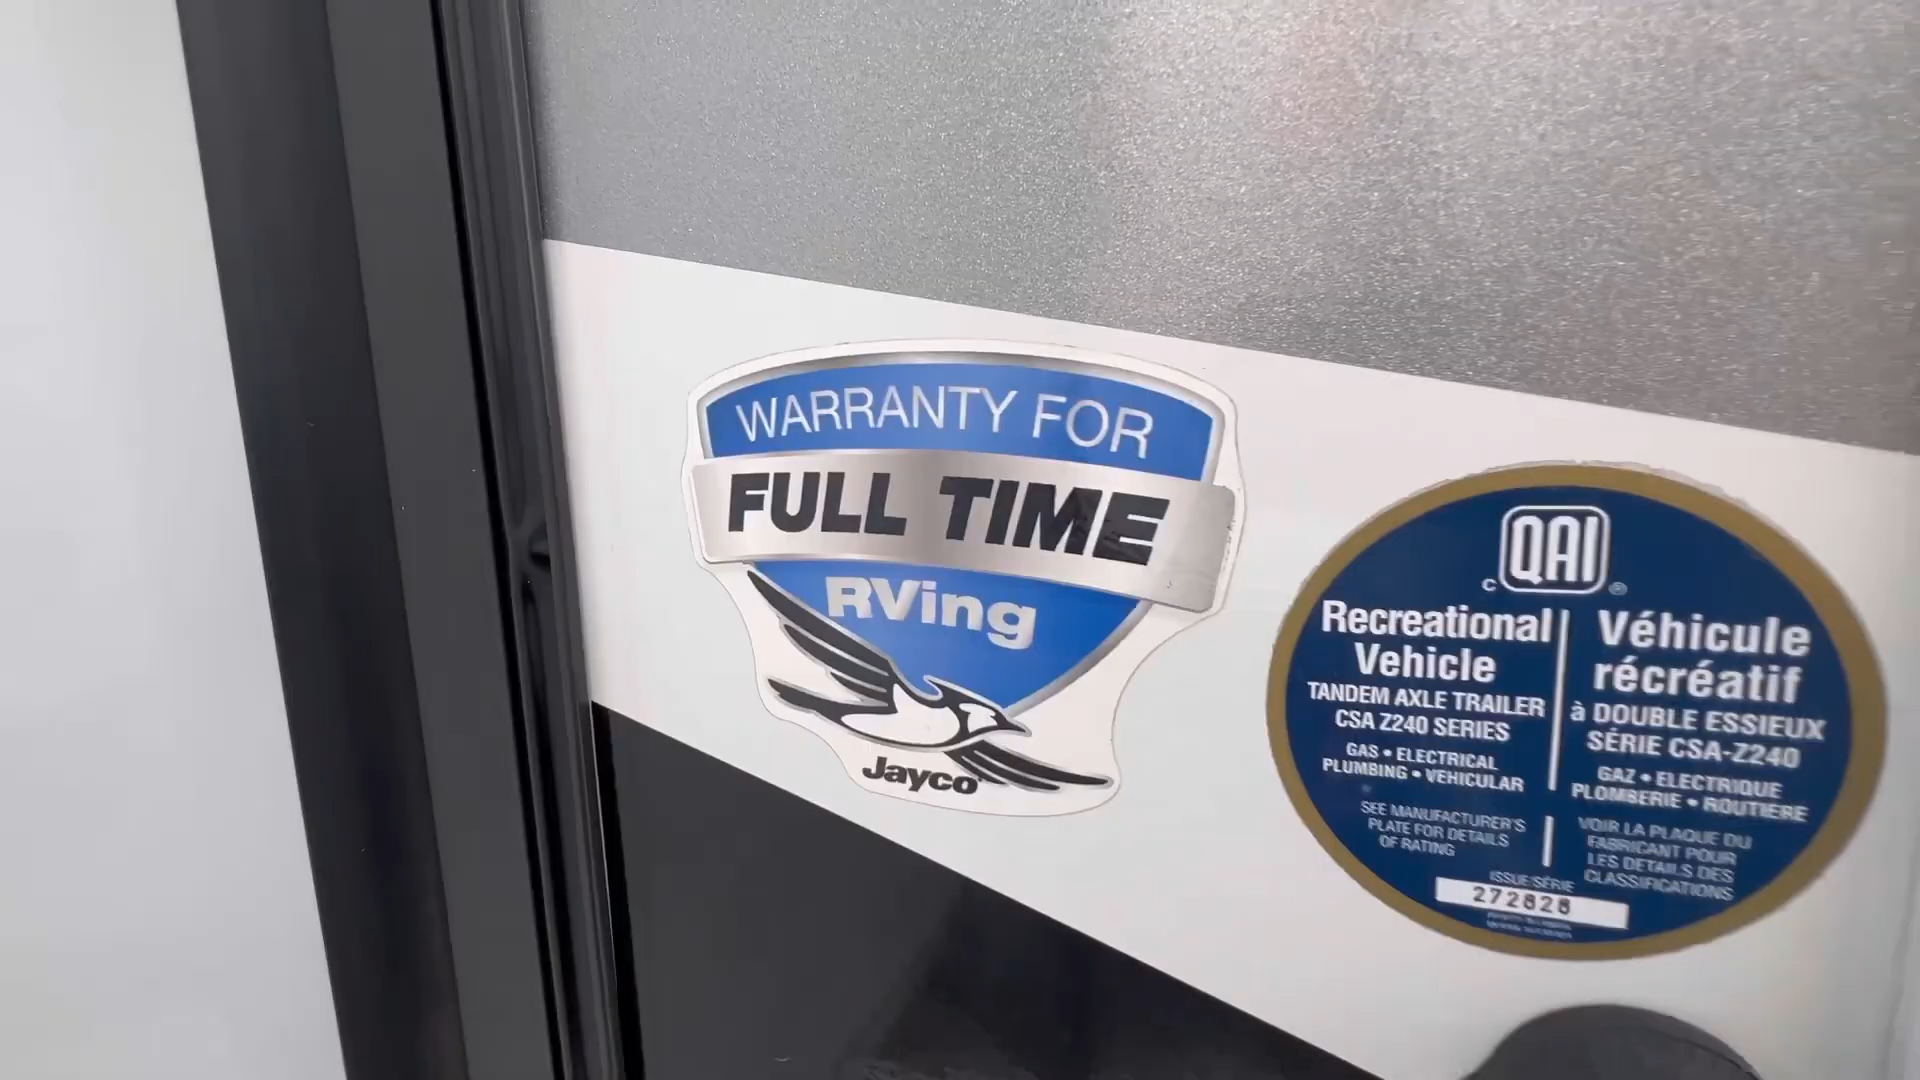 WARRANTY FOR
FULL TIME
RVing
Jayco
QAI
C ®
Recreational
Vehicle
TANDEM AXLE TRAILER
CSA Z240 SERIES
GAS • ELECTRICAL
PLUMBING • VEHICULAR
SEE MANUFACTURER'S
PLATE FOR DETAILS
OF RATING
Véhicule
récréatif
à DOUBLE ESSIEUX
SÉRIE CSA-Z240
GAZ • ELECTRIQUE
PLOMBERIE • ROUTIERE
VOIR LA PLAQUE DU
FABRICANT POUR
LES DETAILS DES
CLASSIFICATIONS
ISSUE/SÉRIE
272828